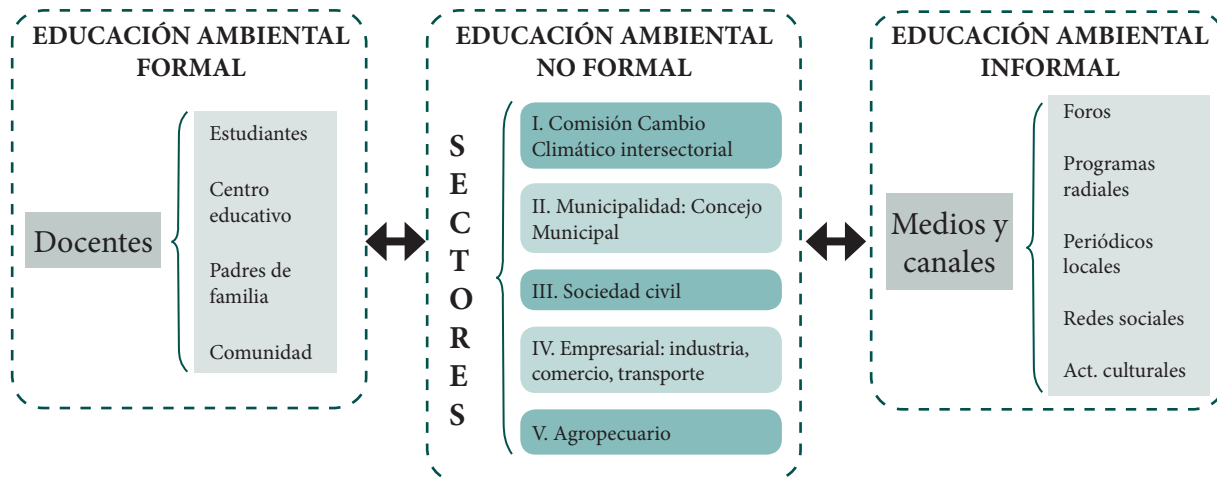 EDUCACIÓN AMBIENTAL
FORMAL
Docentes
Estudiantes
Centro
educativo
Padres de
familia
Comunidad
EDUCACIÓN AMBIENTAL
NO FORMAL
SECTORES
I. Comisión Cambio
Climático intersectorial
II. Municipalidad: Concejo
Municipal
III. Sociedad civil
IV. Empresarial: industria,
comercio, transporte
V. Agropecuario
EDUCACIÓN AMBIENTAL
INFORMAL
Medios y
canales
Foros
Programas
radiales
Periódicos
locales
Redes sociales
Act. culturales